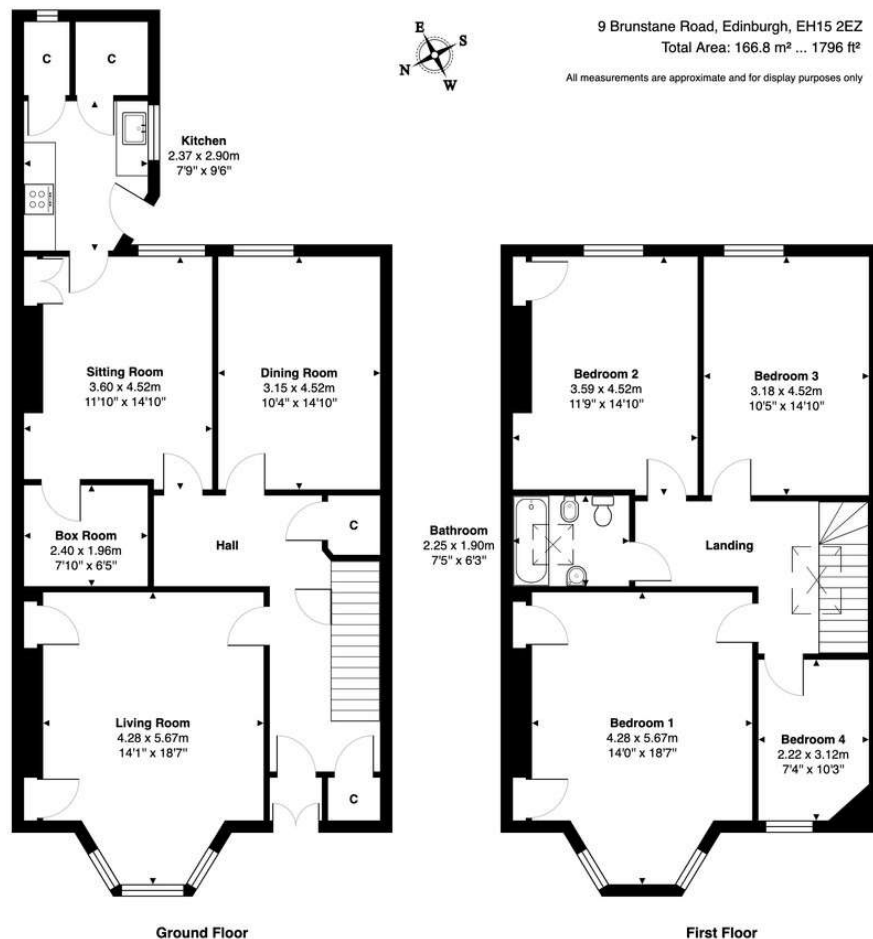 9 Brunstane Road, Edinburgh, EH15 2EZ
Total Area: 166.8 m² ... 1796 ft²
All measurements are approximate and for display purposes only
E
S
N
W
C
C
Kitchen
2.37 x 2.90m
7'9" x 9'6"
Sitting Room
3.60 x 4.52m
11'10" x 14'10"
Dining Room
3.15 x 4.52m
10'4" x 14'10"
Box Room
2.40 x 1.96m
7'10" x 6'5"
Hall
C
Living Room
4.28 x 5.67m
14'1" x 18'7"
C
Ground Floor
Bedroom 2
3.59 x 4.52m
11'9" x 14'10"
Bedroom 3
3.18 x 4.52m
10'5" x 14'10"
Bathroom
2.25 x 1.90m
7'5" x 6'3"
Landing
Bedroom 1
4.28 x 5.67m
14'0" x 18'7"
Bedroom 4
2.22 x 3.12m
7'4" x 10'3"
First Floor